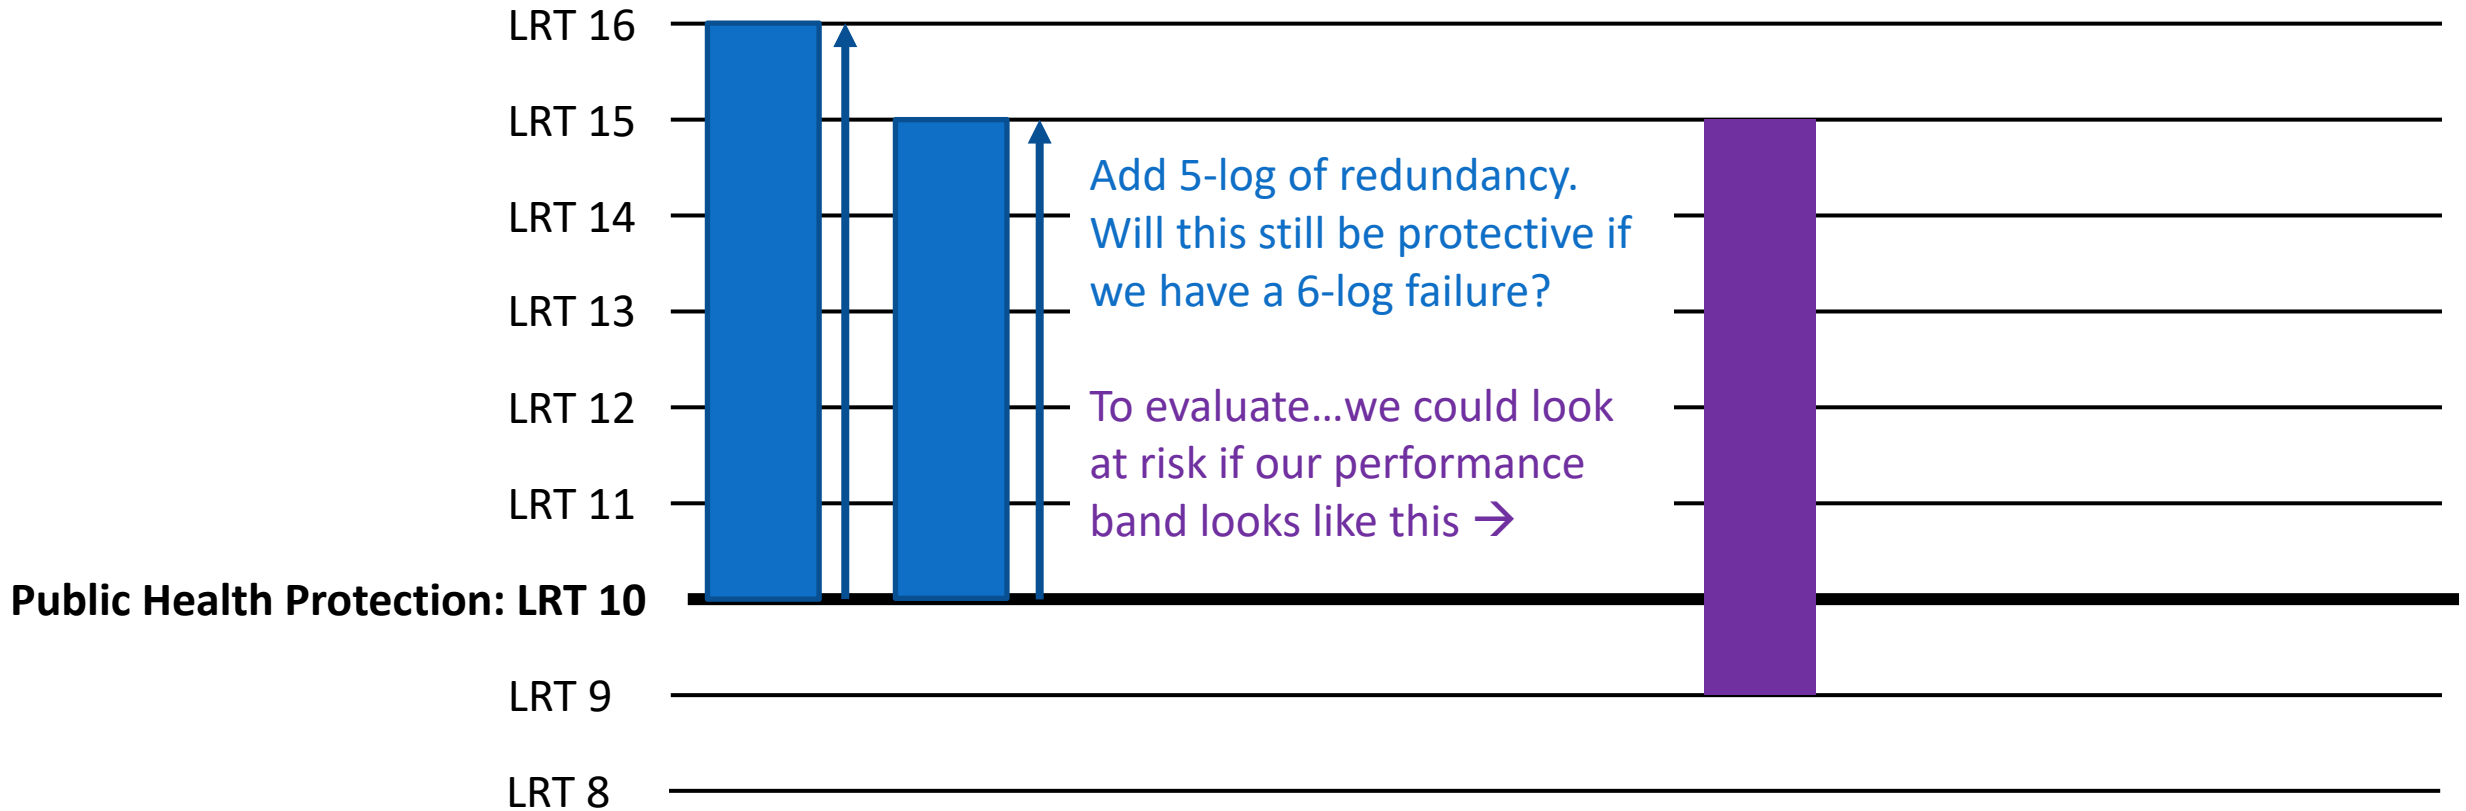 LRT 16
LRT 15
Add 5-log of redundancy.
LRT 14
Will this still be protective if
we have a 6-log failure?
LRT 13
LRT 12
To evaluate...we could look
at risk if our performance
LRT 11
band looks like this →
Public Health Protection: LRT 10
LRT 9
LRT 8